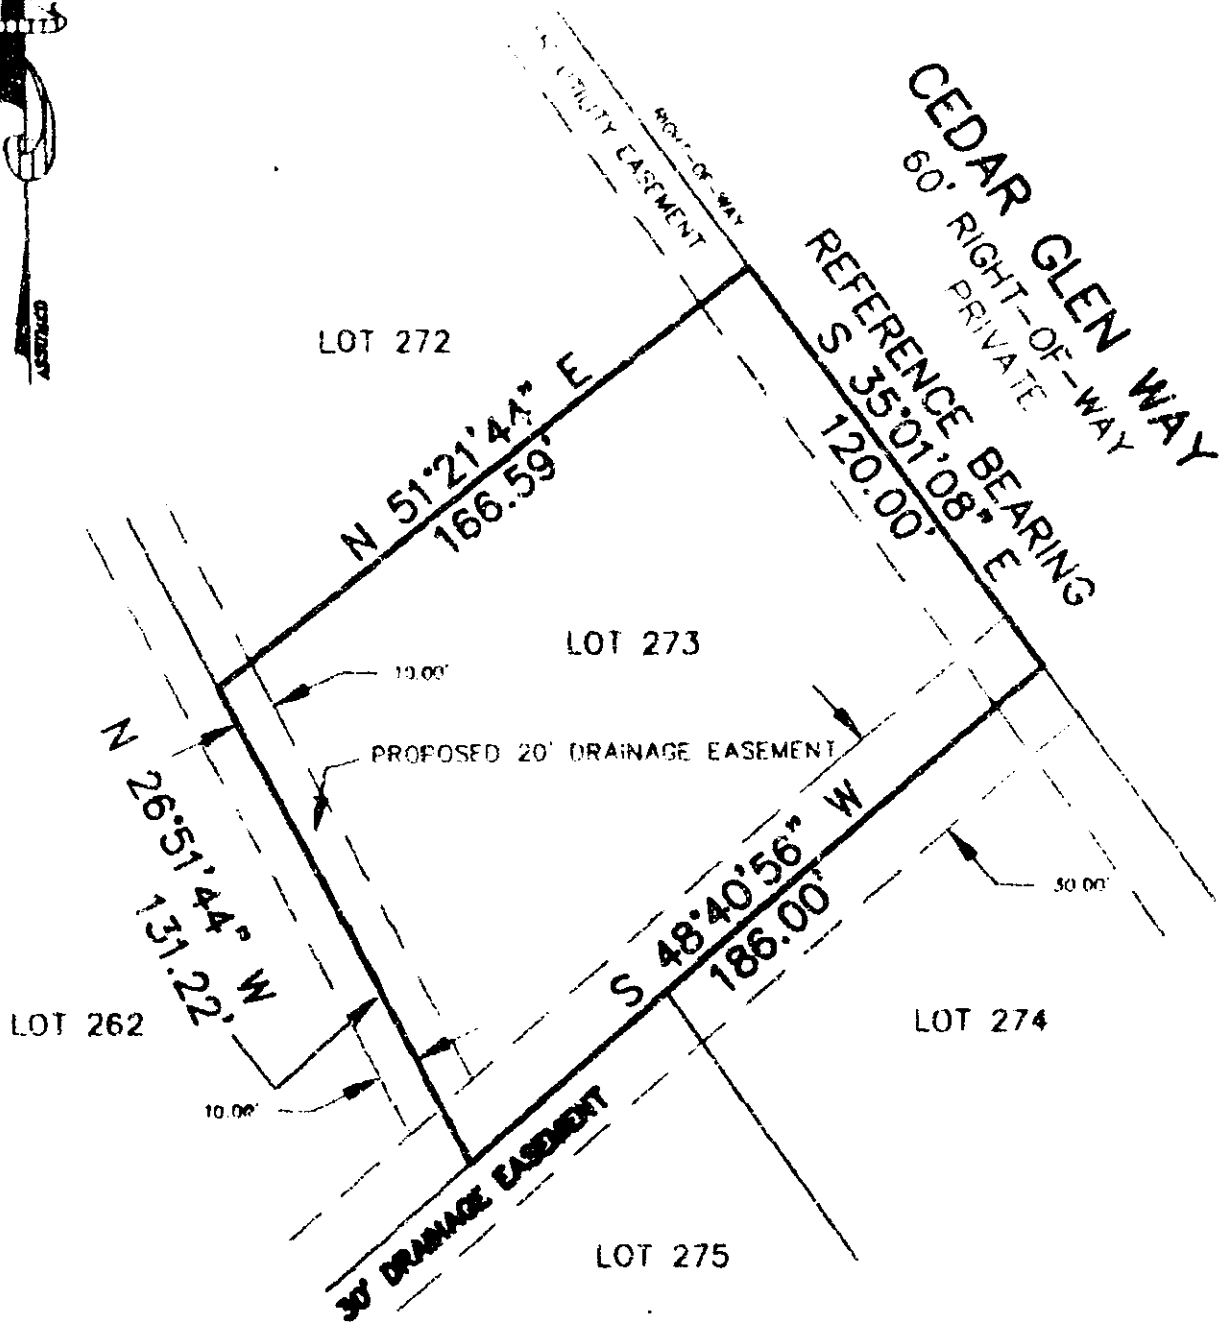 ASSUMED
UTILITY EASEMENT
RIGHT-OF-WAY
CEDAR GLEN WAY
60' RIGHT-OF-WAY
PRIVATE
REFERENCE BEARING
S 35°01'08" E
120.00'
LOT 272
N 51°21'44" E
166.59'
LOT 273
10.00'
PROPOSED 20' DRAINAGE EASEMENT
N 26°51'44" W
131.22'
S 48°40'56" W
186.00'
LOT 262
LOT 274
10.00'
30' DRAINAGE EASEMENT
LOT 275